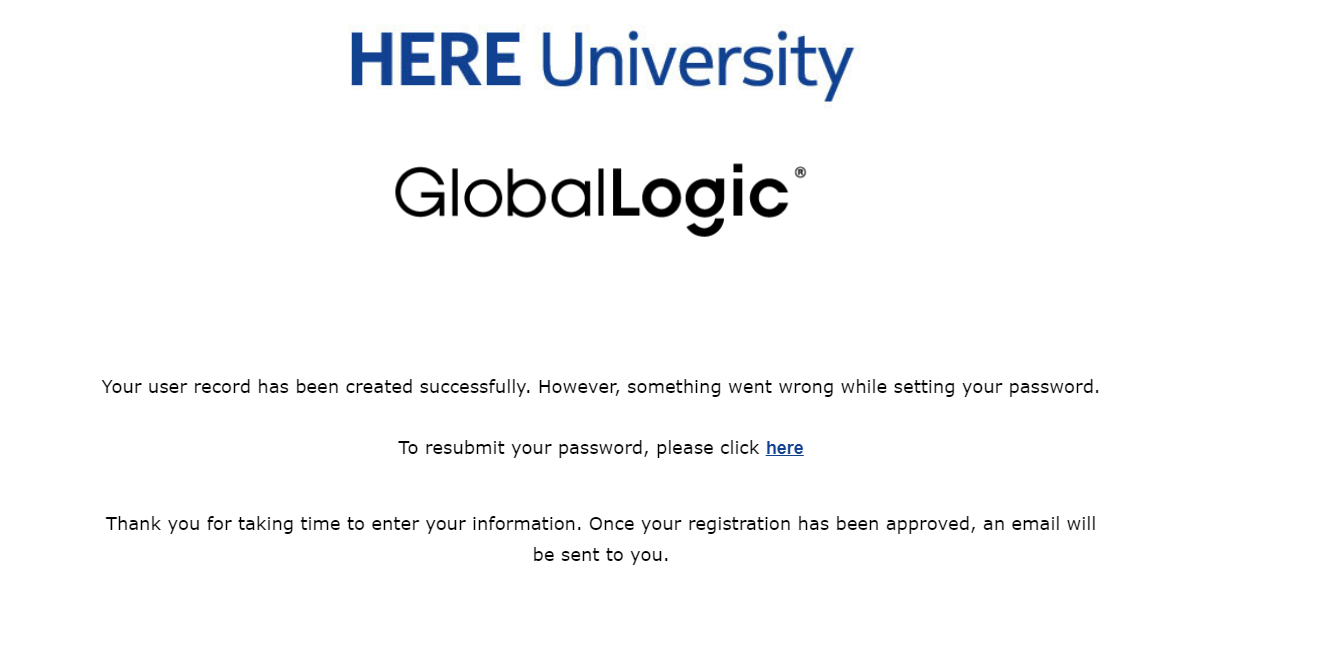 HERE University
GlobalLogic®
Your user record has been created successfully. However, something went wrong while setting your password.
To resubmit your password, please click here
Thank you for taking time to enter your information. Once your registration has been approved, an email will
be sent to you.